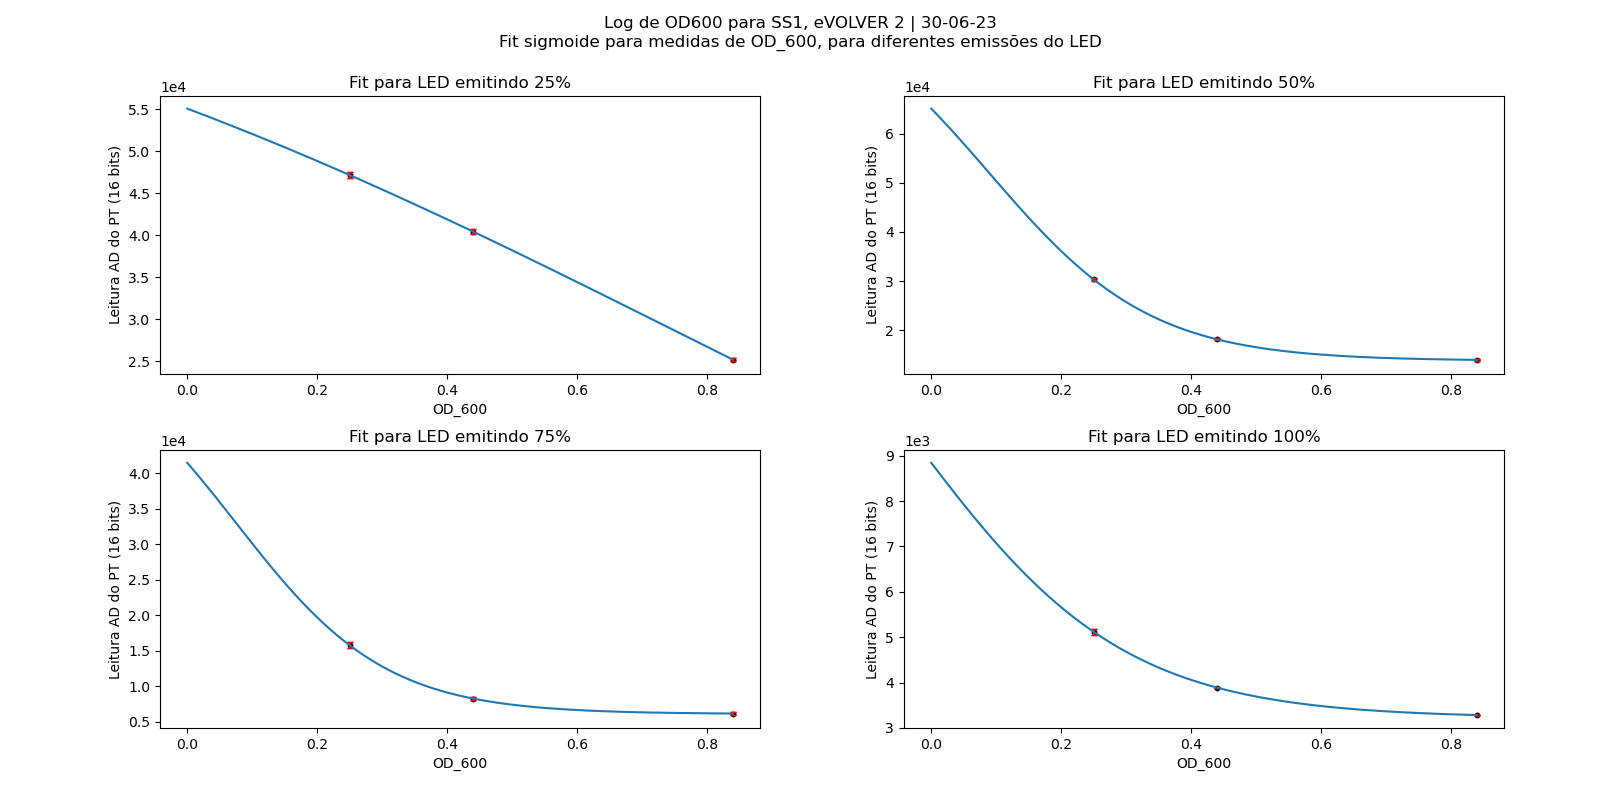 Log de OD600 para SS1, eVOLVER 2 | 30-06-23
Fit sigmoide para medidas de OD_600, para diferentes emissões do LED
Fit para LED emitindo 25%
1e4
5.5
5.0
4.5
4.0
3.5
3.0
2.5
Leitura AD do PT (16 bits)
0.0 0.2 0.4 0.6 0.8
OD_600
Fit para LED emitindo 50%
1e4
6
5
4
3
2
Leitura AD do PT (16 bits)
0.0 0.2 0.4 0.6 0.8
OD_600
Fit para LED emitindo 75%
1e4
4.0
3.5
3.0
2.5
2.0
1.5
1.0
0.5
Leitura AD do PT (16 bits)
0.0 0.2 0.4 0.6 0.8
OD_600
Fit para LED emitindo 100%
1e3
9
8
7
6
5
4
3
Leitura AD do PT (16 bits)
0.0 0.2 0.4 0.6 0.8
OD_600